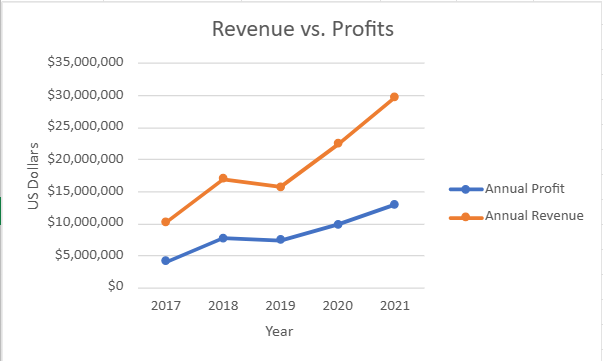 Revenue vs. Profits
$35,000,000
$30,000,000
$25,000,000
$20,000,000
$15,000,000
$10,000,000
$5,000,000
$0
US Dollars
2017 2018 2019 2020 2021
Year
Annual Profit
Annual Revenue